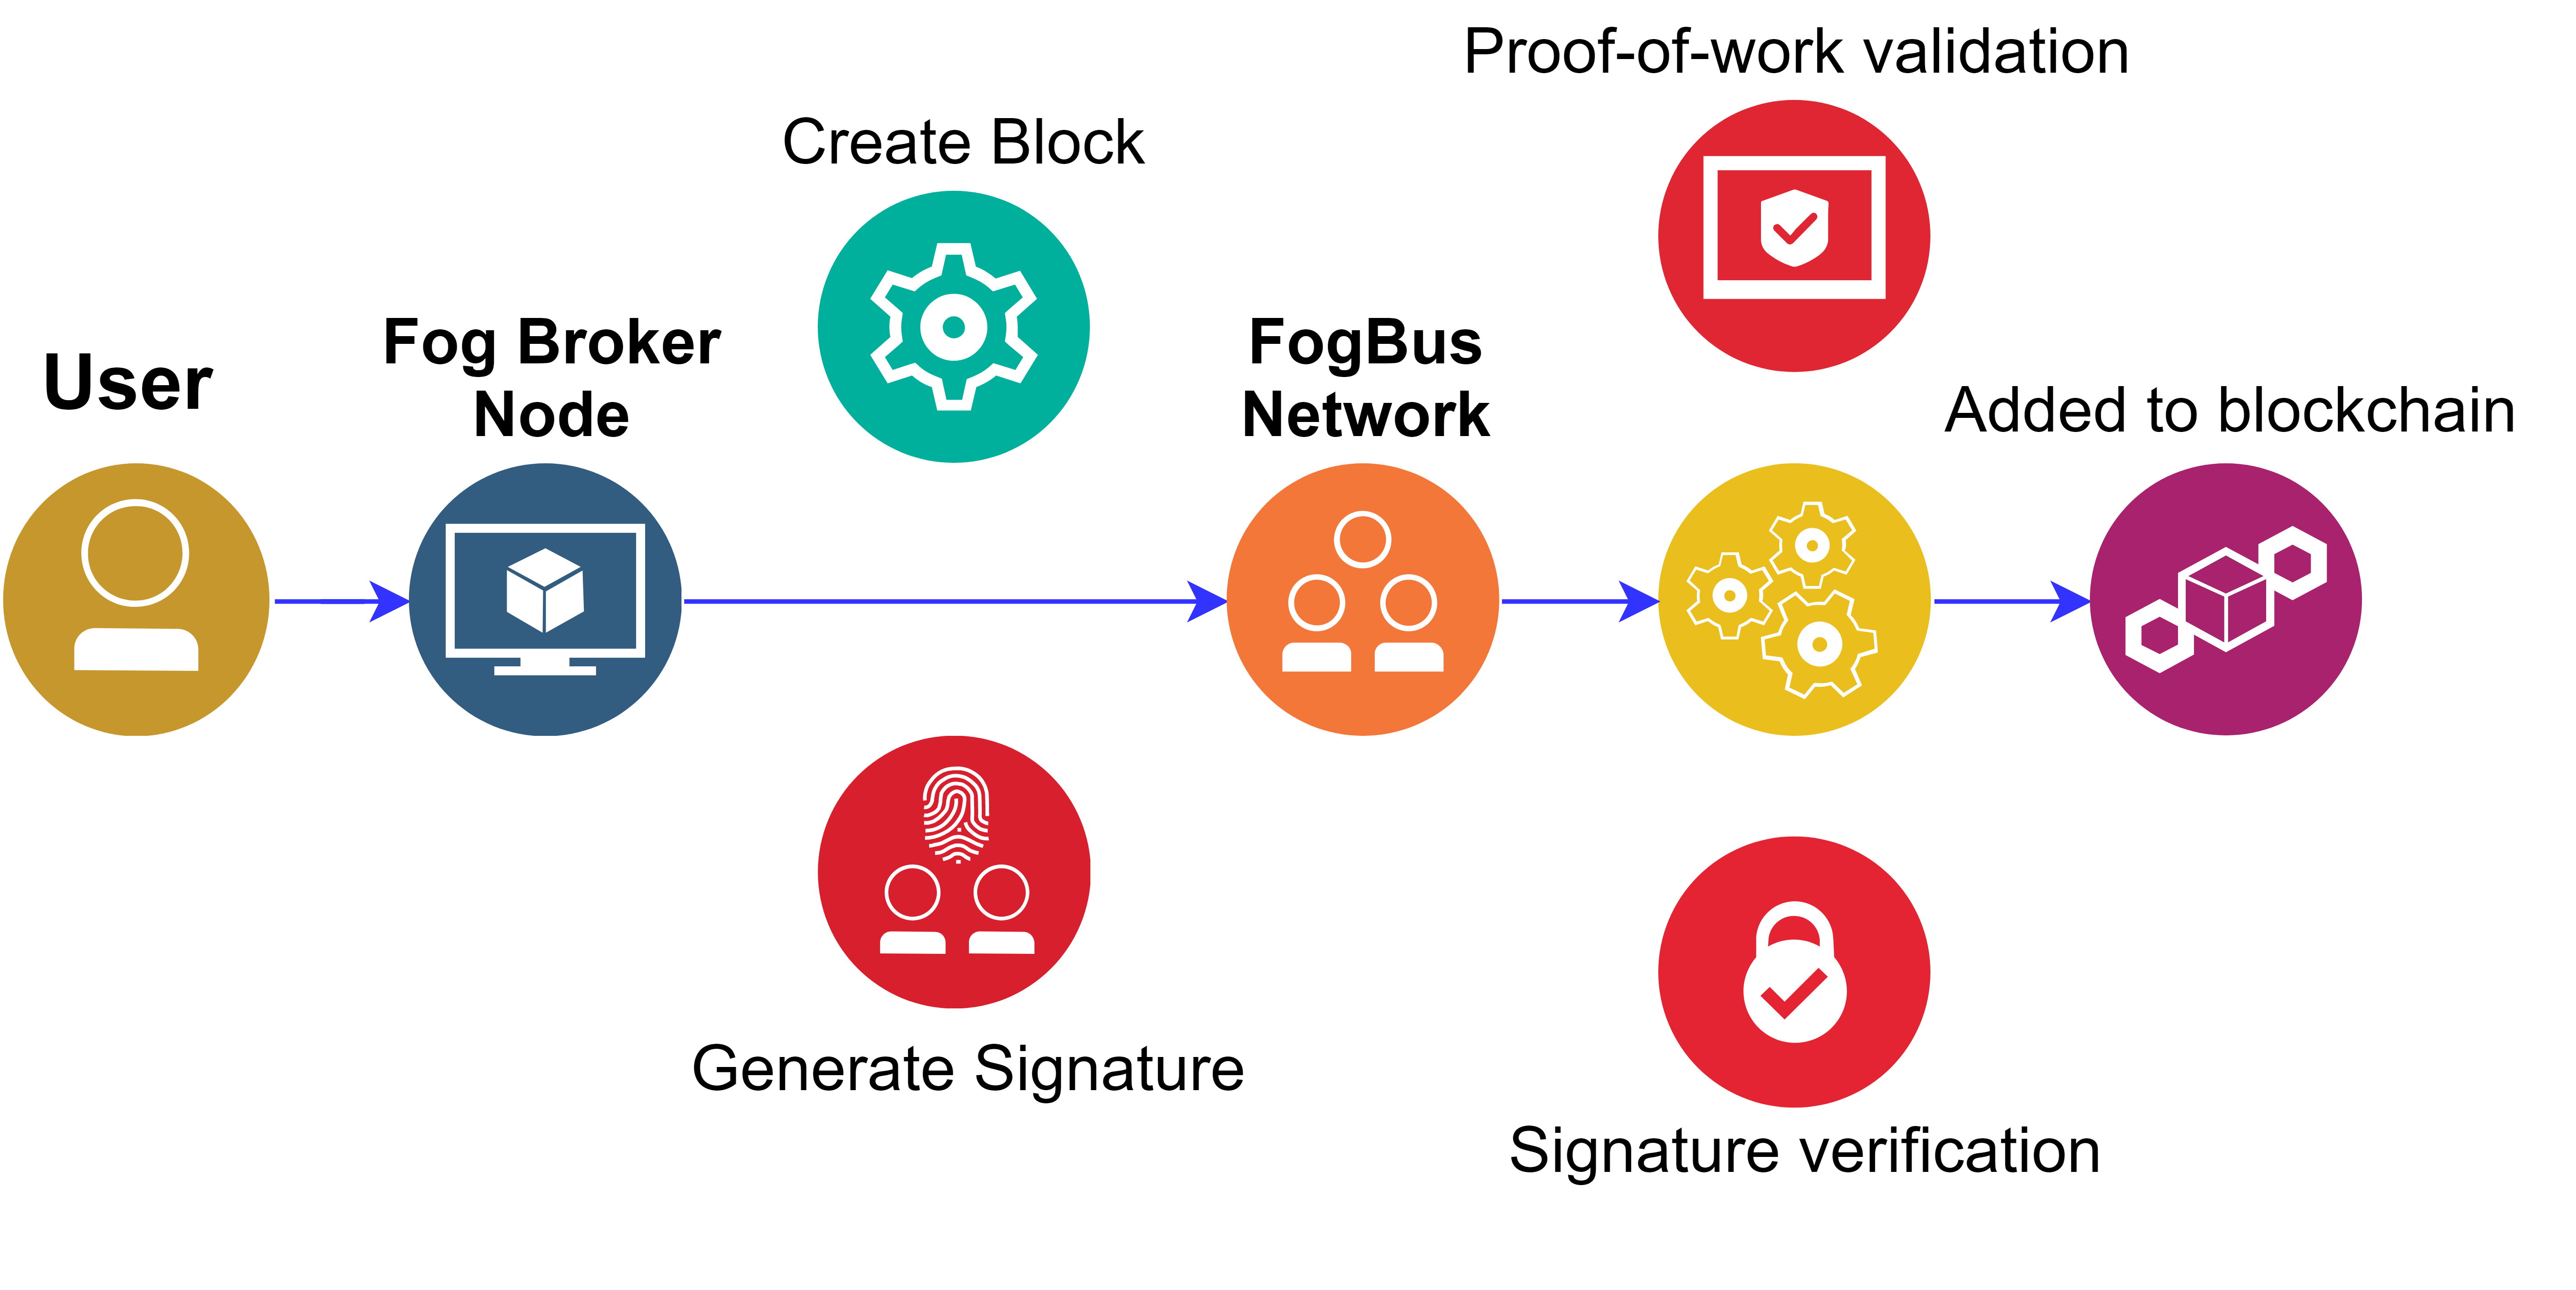 Proof-of-work validation
Create Block
Fog Broker
Node
FogBus
Network
User
Added to blockchain
Generate Signature
Signature verification